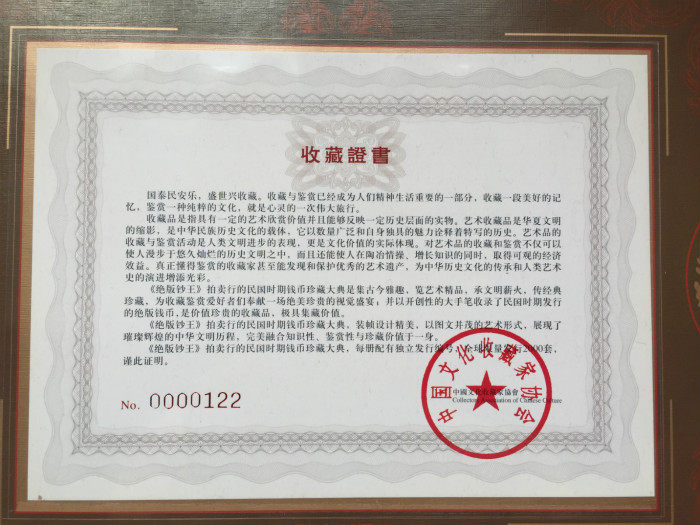 收藏證書
国泰民安乐，盛世兴收藏。收藏与鉴赏已经成为人们精神生活重要的一部分，收藏一段美好的记
忆，鉴赏一种纯粹的文化，就是心灵的一次伟大旅行。
收藏品是指具有一定的艺术欣赏价值并且能够反映一定历史层面的实物。艺术收藏品是华夏文明
的缩影，是中华民族历史文化的载体，它以数量广泛和自身独具的魅力诠释着特写的历史。艺术品的
收藏与鉴赏活动是人类文明进步的表现，更是文化价值的实际体现。对艺术品的收藏和鉴赏不仅可以
使人漫步于悠久灿烂的历史文明之中，而且还能使人在陶冶情操、增长知识的同时，取得可观的经济
效益。真正懂得鉴赏的收藏家甚至能发现和保护优秀的艺术遗产，为中华历史文化的传承和人类艺术
史的演进增添光彩。
《绝版钞王》拍卖行的民国时期钱币珍藏大典是集古今雅趣，览艺术精品，承文明薪火，传经典
珍藏，为收藏鉴赏爱好者们奉献一场绝美珍贵的视觉盛宴，并以开创性的大手笔收录了民国时期发行
的绝版钱币，是价值珍贵的收藏品，极具集藏价值。
《绝版钞王》拍卖行的民国时期钱币珍藏大典，装帧设计精美，以图文并茂的艺术形式，展现了
璀璨辉煌的中华文明历程，完美融合知识性、鉴赏性与珍藏价值于一身。
《绝版钞王》拍卖行的民国时期钱币珍藏大典，每册配有独立发行编号，全球限量发行2000套，
谨此证明。
No. 0000122
中國文化收藏家協會
Collectors Association of Chinese Culture
中国文化收藏家协会